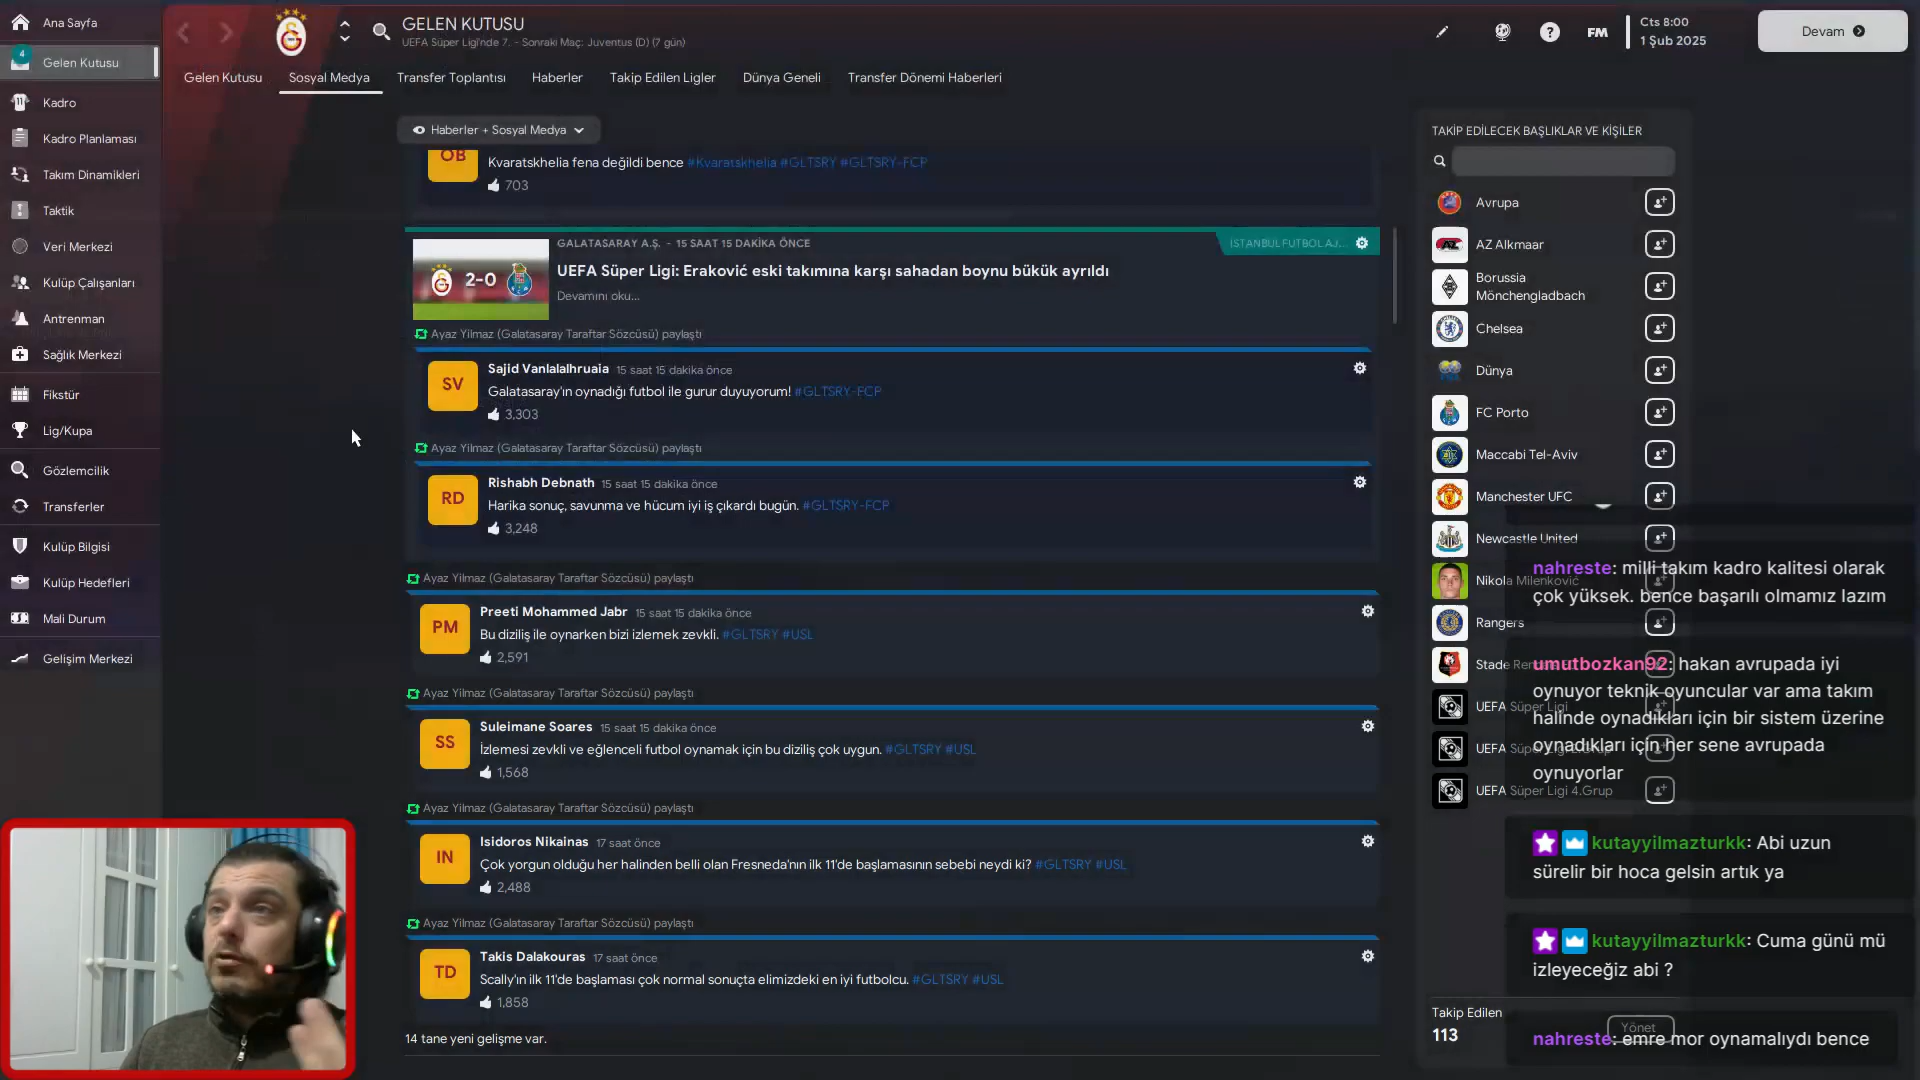 Ana Sayfa
4
Gelen Kutusu
Kadro
Kadro Planlaması
Takım Dinamikleri
Taktik
Veri Merkezi
Kulüp Çalışanları
Antrenman
Sağlık Merkezi
Fikstür
Lig/Kupa
Gözlemcilik
Transferler
Kulüp Bilgisi
Kulüp Hedefleri
Mali Durum
Gelişim Merkezi
GELEN KUTUSU
UEFA Süper Ligi'nde 7. - Sonraki Maç: Juventus (D) (7 gün)
FM
Cts 8:00
1 Şub 2025
Devam
Gelen Kutusu
Sosyal Medya
Transfer Toplantısı
Haberler
Takip Edilen Ligler
Dünya Geneli
Transfer Dönemi Haberleri
Haberler + Sosyal Medya
OB
Kvaratskhelia fena değildi bence #Kvaratskhelia #GLTSRY #GLTSRY-FCP
703
GALATASARAY A.Ş. - 15 SAAT 15 DAKİKA ÖNCE
İSTANBUL FUTBOL AJ...
2-0
UEFA Süper Ligi: Eraković eski takımına karşı sahadan boynu bükük ayrıldı
Devamını oku...
Ayaz Yilmaz (Galatasaray Taraftar Sözcüsü) paylaştı
SV
Sajid Vanlalalhruaia 15 saat 15 dakika önce
Galatasaray'ın oynadığı futbol ile gurur duyuyorum! #GLTSRY-FCP
3,303
Ayaz Yilmaz (Galatasaray Taraftar Sözcüsü) paylaştı
RD
Rishabh Debnath 15 saat 15 dakika önce
Harika sonuç, savunma ve hücum iyi iş çıkardı bugün. #GLTSRY-FCP
3,248
Ayaz Yilmaz (Galatasaray Taraftar Sözcüsü) paylaştı
PM
Preeti Mohammed Jabr 15 saat 15 dakika önce
Bu diziliş ile oynarken bizi izlemek zevkli. #GLTSRY #USL
2,591
Ayaz Yilmaz (Galatasaray Taraftar Sözcüsü) paylaştı
SS
Suleimane Soares 15 saat 15 dakika önce
İzlemesi zevkli ve eğlenceli futbol oynamak için bu diziliş çok uygun. #GLTSRY #USL
1,568
Ayaz Yilmaz (Galatasaray Taraftar Sözcüsü) paylaştı
IN
Isidoros Nikainas 17 saat önce
Çok yorgun olduğu her halinden belli olan Fresneda'nın ilk 11'de başlamasının sebebi neydi ki? #GLTSRY #USL
2,488
Ayaz Yilmaz (Galatasaray Taraftar Sözcüsü) paylaştı
TD
Takis Dalakouras 17 saat önce
Scally'ın ilk 11'de başlaması çok normal sonuçta elimizdeki en iyi futbolcu. #GLTSRY #USL
1,858
14 tane yeni gelişme var.
TAKİP EDİLECEK BAŞLIKLAR VE KİŞİLER
Avrupa
AZ Alkmaar
Borussia
Mönchengladbach
Chelsea
Dünya
FC Porto
Maccabi Tel-Aviv
Manchester UFC
Newcastle United
Nikola Milenković
Rangers
Stade
UEFA Süper Ligi
UEFA Süper Ligi
UEFA Süper Ligi 4.Grup
Takip Edilen
113
Yönet
nahreste: milli takım kadro kalitesi olarak
çok yüksek. bence başarılı olmamız lazım
umutbozkan92: hakan avrupada iyi
oynuyor teknik oyuncular var ama takım
halinde oynadıkları için bir sistem üzerine
oynadıkları için her sene avrupada
oynuyorlar
kutayyilmazturkk: Abi uzun
sürelir bir hoca gelsin artık ya
kutayyilmazturkk: Cuma günü mü
izleyeceğiz abi ?
nahreste: emre mor oynamalıydı bence